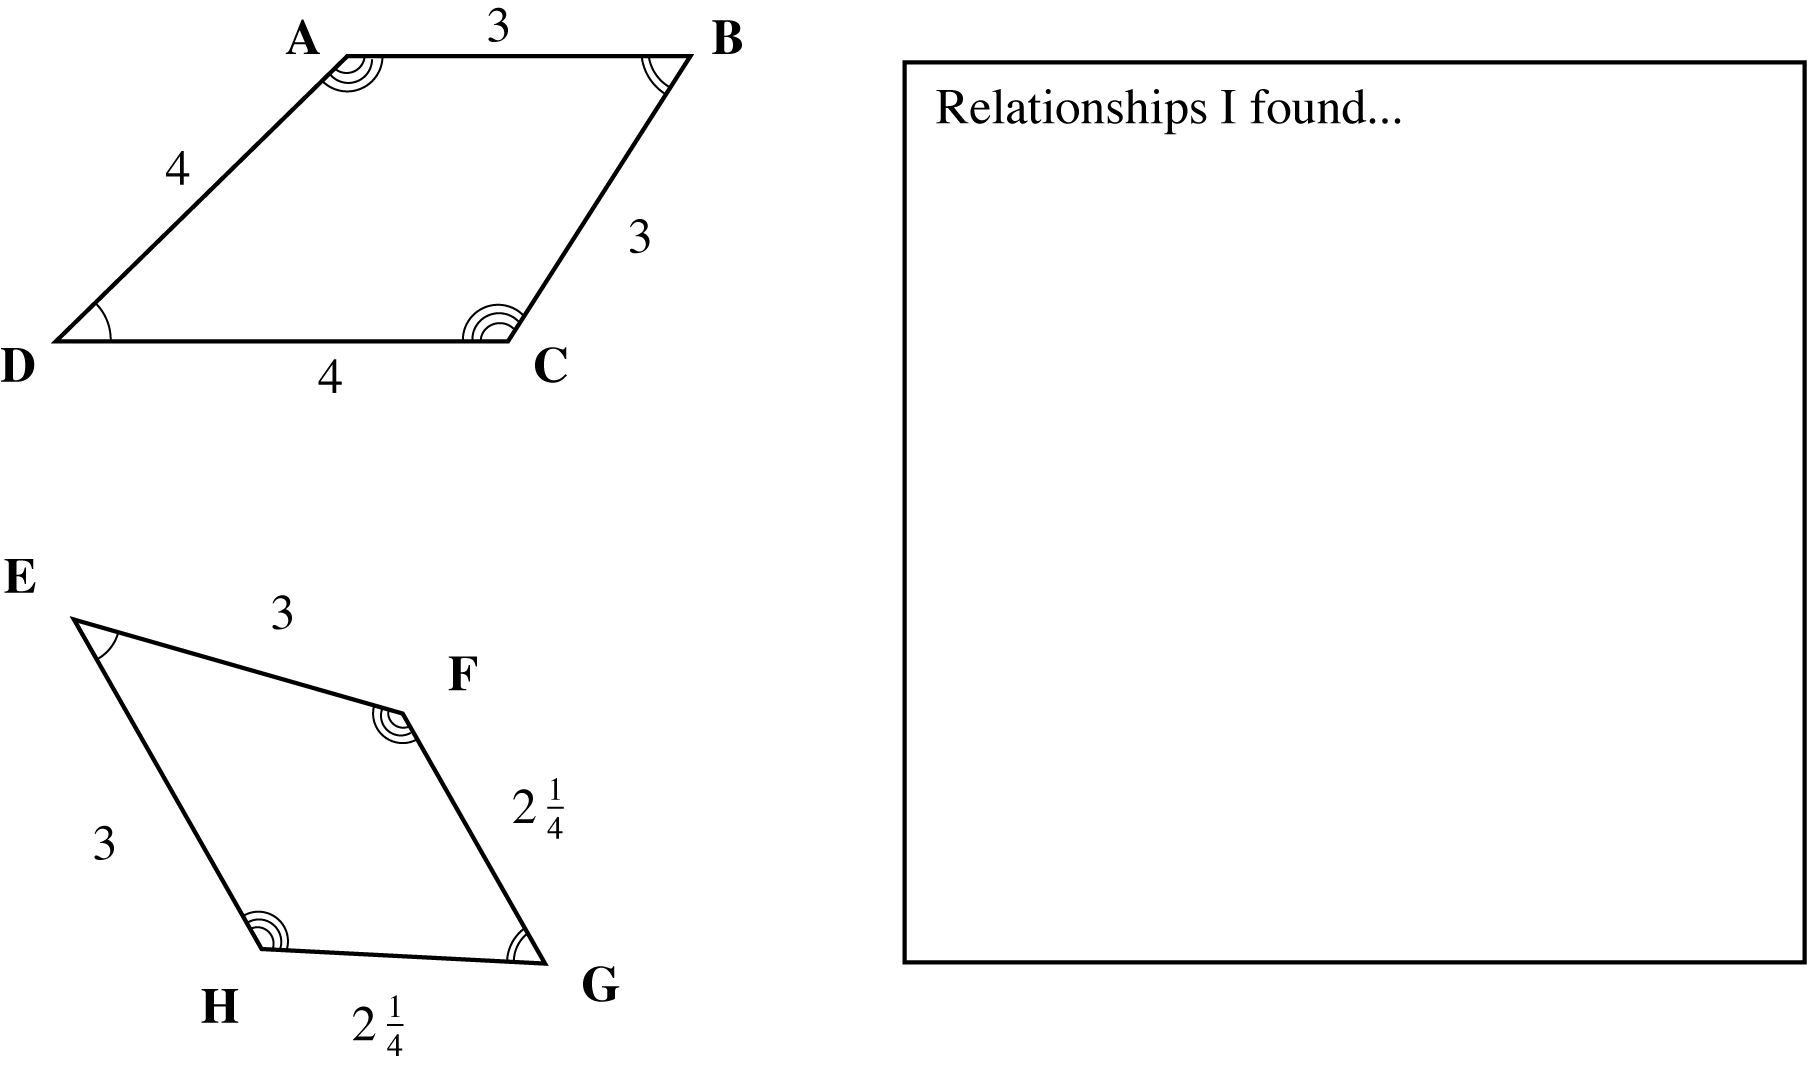 A 3 B
4
3
D 4 C
Relationships I found...
E 3
F
2 1/4
3
H 2 1/4 G